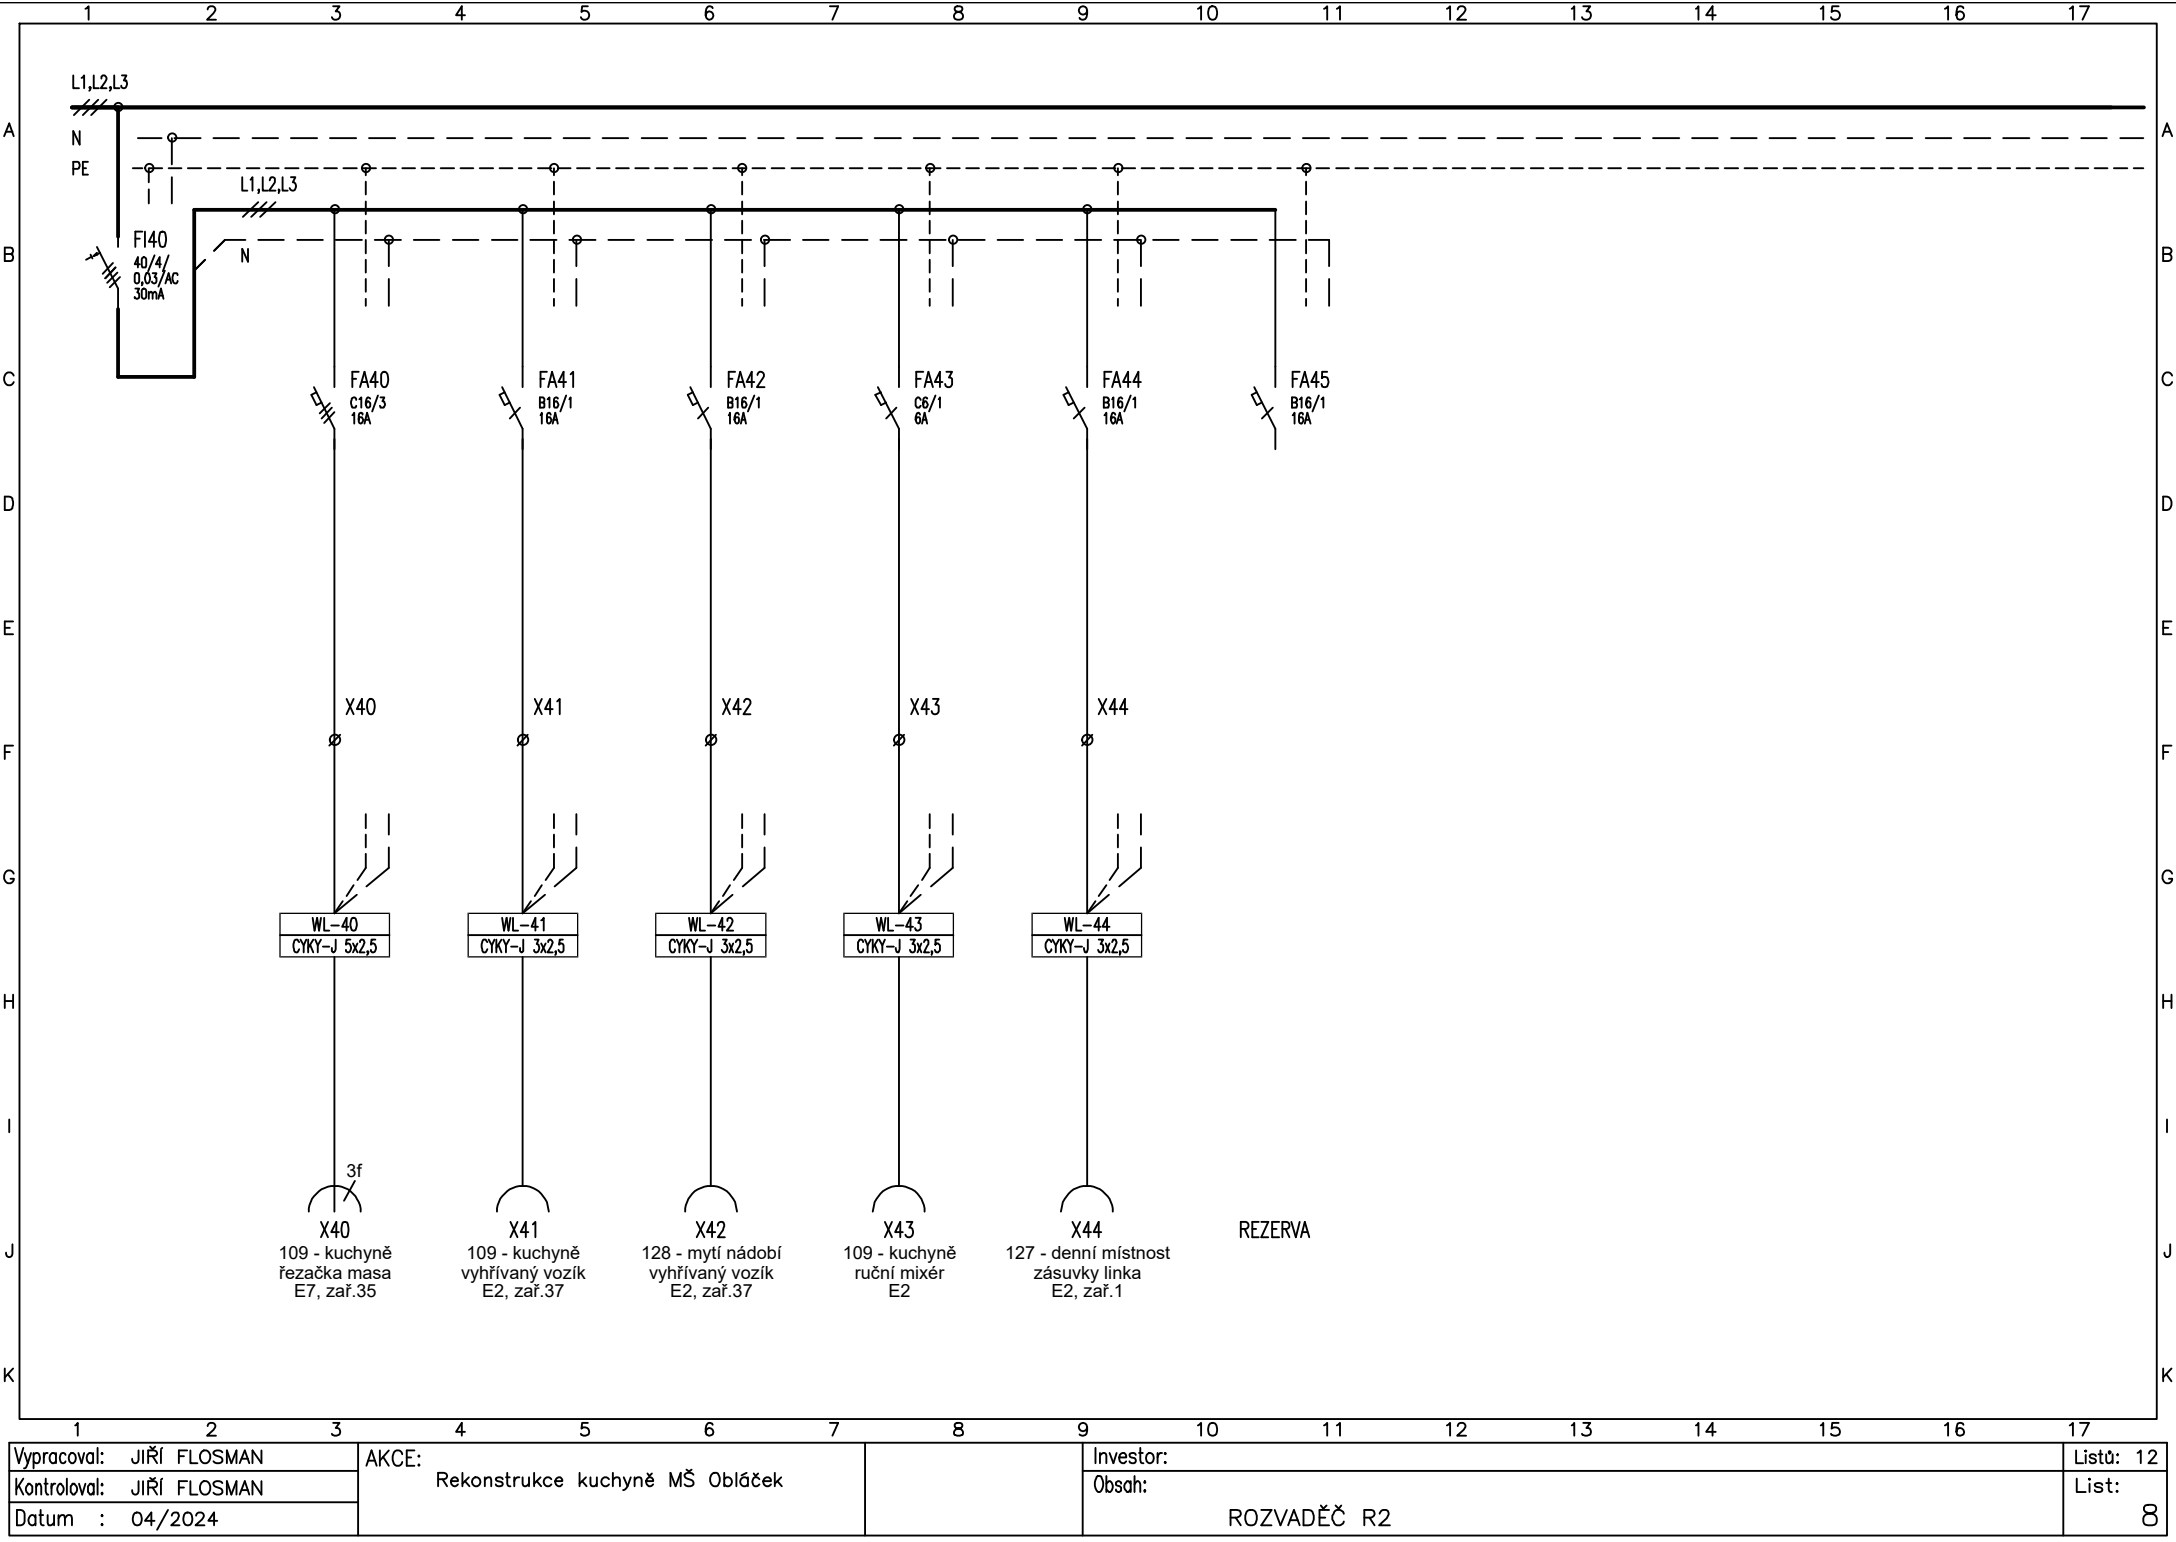 1 2 3 4 5 6 7 8 9 10 11 12 13 14 15 16 17
L1,L2,L3
A A
N
PE
L1,L2,L3
FI40
B N B
40/4/
0,03/AC
30mA
C C
FA40 FA41 FA42 FA43 FA44 FA45
C16/3 B16/1 B16/1 C6/1 B16/1 B16/1
16A 16A 16A 6A 16A 16A
D D
E E
X40 X41 X42 X43 X44
F F
G G
WL-40 WL-41 WL-42 WL-43 WL-44
CYKY-J 5x2,5 CYKY-J 3x2,5 CYKY-J 3x2,5 CYKY-J 3x2,5 CYKY-J 3x2,5
H H
I I
3f
X40 X41 X42 X43 X44 REZERVA
J J
109 - kuchyně 109 - kuchyně 128 - mytí nádobí 109 - kuchyně 127 - denní místnost
řezačka masa vyhřívaný vozík vyhřívaný vozík ruční mixér zásuvky linka
E7, zař.35 E2, zař.37 E2, zař.37 E2 E2, zař.1
K K
1 2 3 4 5 6 7 8 9 10 11 12 13 14 15 16 17
Vypracoval: JIŘÍ FLOSMAN AKCE: Investor: Listů: 12
Rekonstrukce kuchyně MŠ Obláček
Kontroloval: JIŘÍ FLOSMAN Obsah: List:
Datum : 04/2024 ROZVADĚČ R2 8